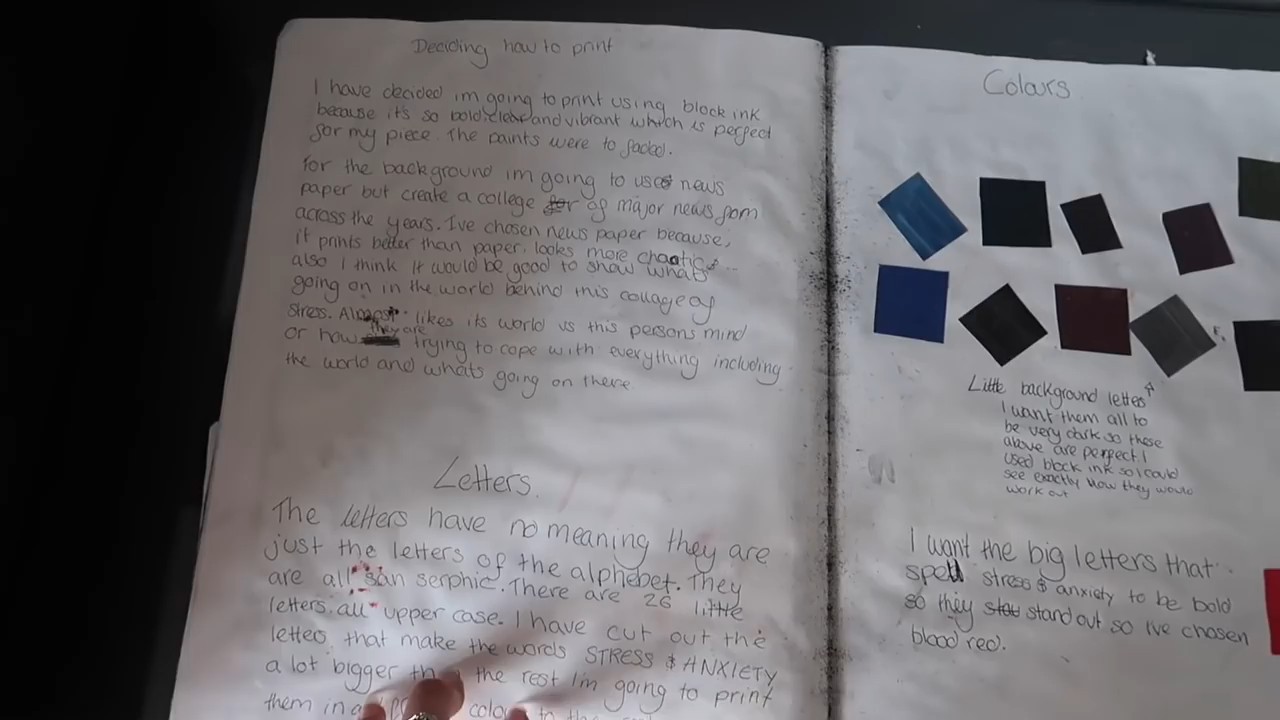 Deciding how to print
I have decided im going to print using block ink
because it's so bold clear and vibrant which is perfect
for my piece. The paints were to faded.
For the background im going to use news
paper but create a college for of major news from
across the years. I've chosen news paper because,
it prints better than paper, looks more chaotic...
also I think it would be good to show whats
going on in the world behind this collage of
stress. Almost likes its world vs this persons mind
or how they are trying to cope with everything including
the world and whats going on there
Letters.
The letters have no meaning they are
just the letters of the alphebet. They
are all san serphic. There are 26 little
letters, all upper case. I have cut out the
letters that make the words STRESS & ANXIETY
a lot bigger the rest Im going to print
them in a
Colours
Little background letters
I want them all to
be very dark so these
above are perfect. I
used block ink so I could
see exactly how they would
work out
I want the big letters that
spell stress & anxiety to be bold
so they stau stand out so Ive chosen
blood red.